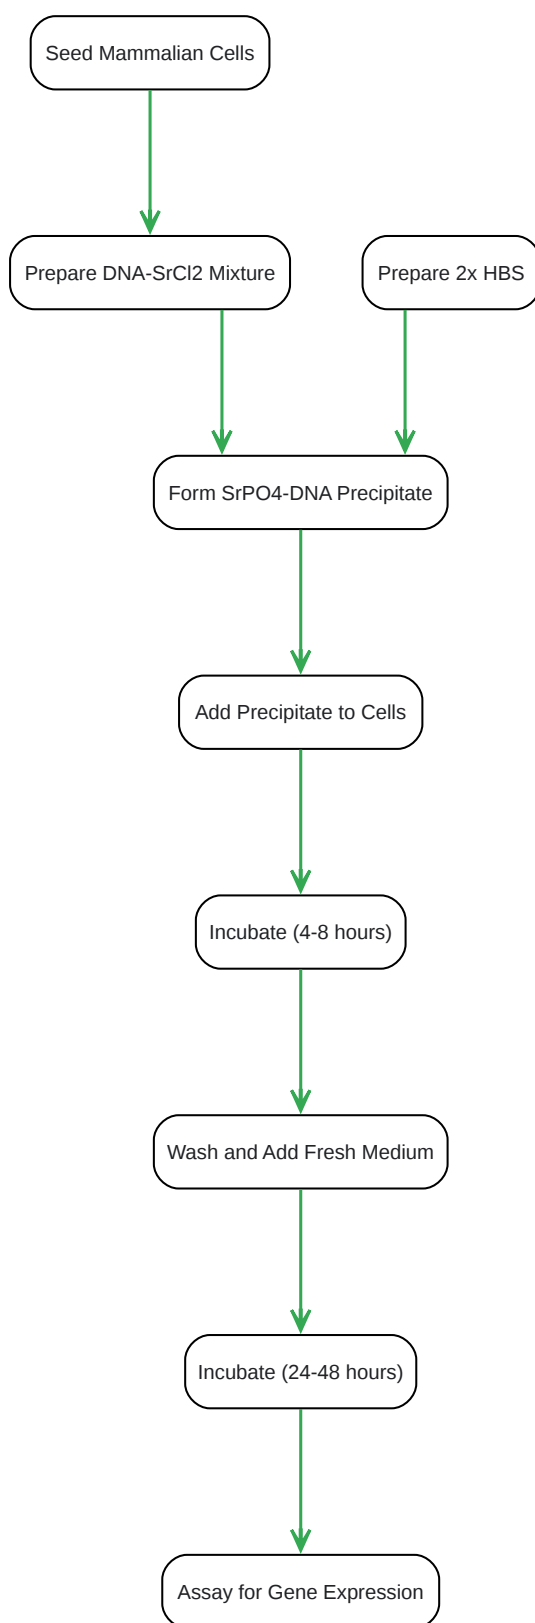 Seed Mammalian Cells
Prepare DNA-SrCl2 Mixture
Prepare 2x HBS
Form SrPO4-DNA Precipitate
Add Precipitate to Cells
Incubate (4-8 hours)
Wash and Add Fresh Medium
Incubate (24-48 hours)
Assay for Gene Expression